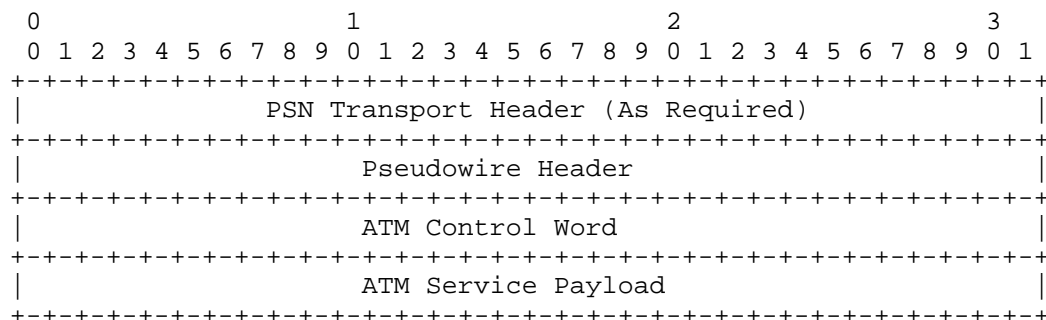 0                   1                   2                   3
 0 1 2 3 4 5 6 7 8 9 0 1 2 3 4 5 6 7 8 9 0 1 2 3 4 5 6 7 8 9 0 1
+-+-+-+-+-+-+-+-+-+-+-+-+-+-+-+-+-+-+-+-+-+-+-+-+-+-+-+-+-+-+-+-+
|               PSN Transport Header (As Required)              |
+-+-+-+-+-+-+-+-+-+-+-+-+-+-+-+-+-+-+-+-+-+-+-+-+-+-+-+-+-+-+-+-+
|                     Pseudowire Header                         |
+-+-+-+-+-+-+-+-+-+-+-+-+-+-+-+-+-+-+-+-+-+-+-+-+-+-+-+-+-+-+-+-+
|                     ATM Control Word                          |
+-+-+-+-+-+-+-+-+-+-+-+-+-+-+-+-+-+-+-+-+-+-+-+-+-+-+-+-+-+-+-+-+
|                     ATM Service Payload                       |
+-+-+-+-+-+-+-+-+-+-+-+-+-+-+-+-+-+-+-+-+-+-+-+-+-+-+-+-+-+-+-+-+